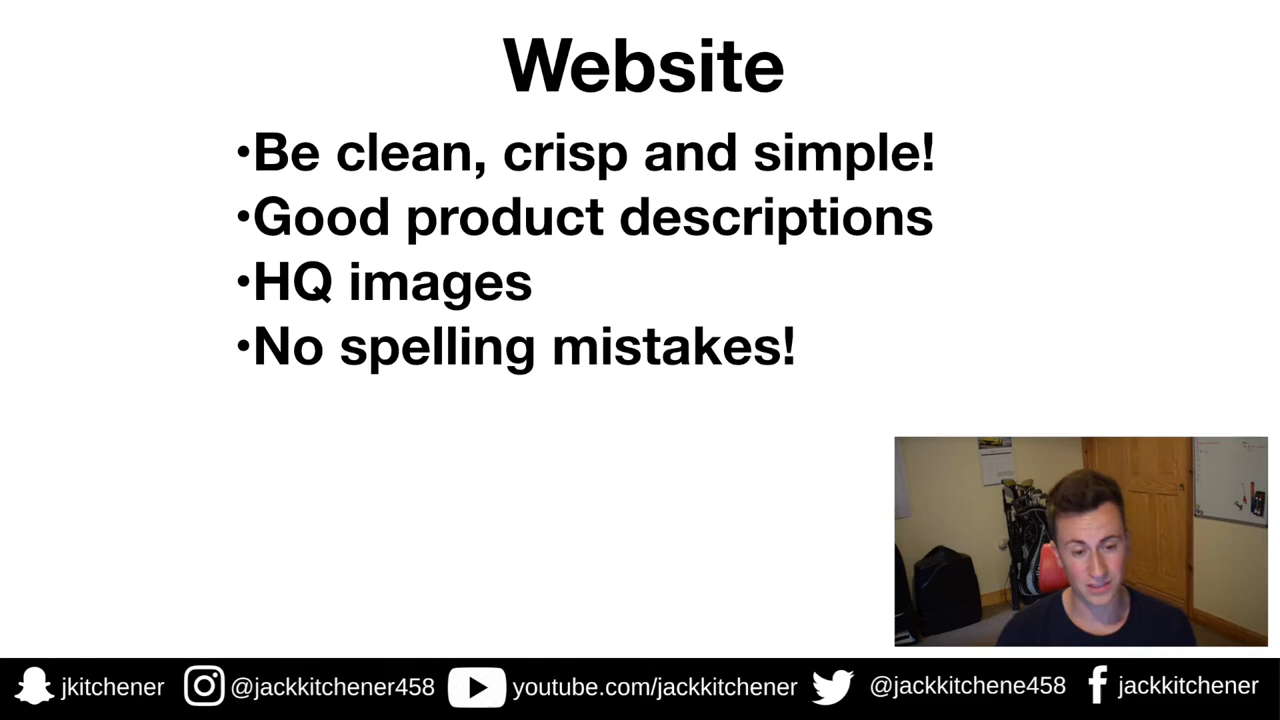 Website
•Be clean, crisp and simple!
•Good product descriptions
•HQ images
•No spelling mistakes!
jkitchener @jackkitchener458 youtube.com/jackkitchener @jackkitchene458 jackkitchener